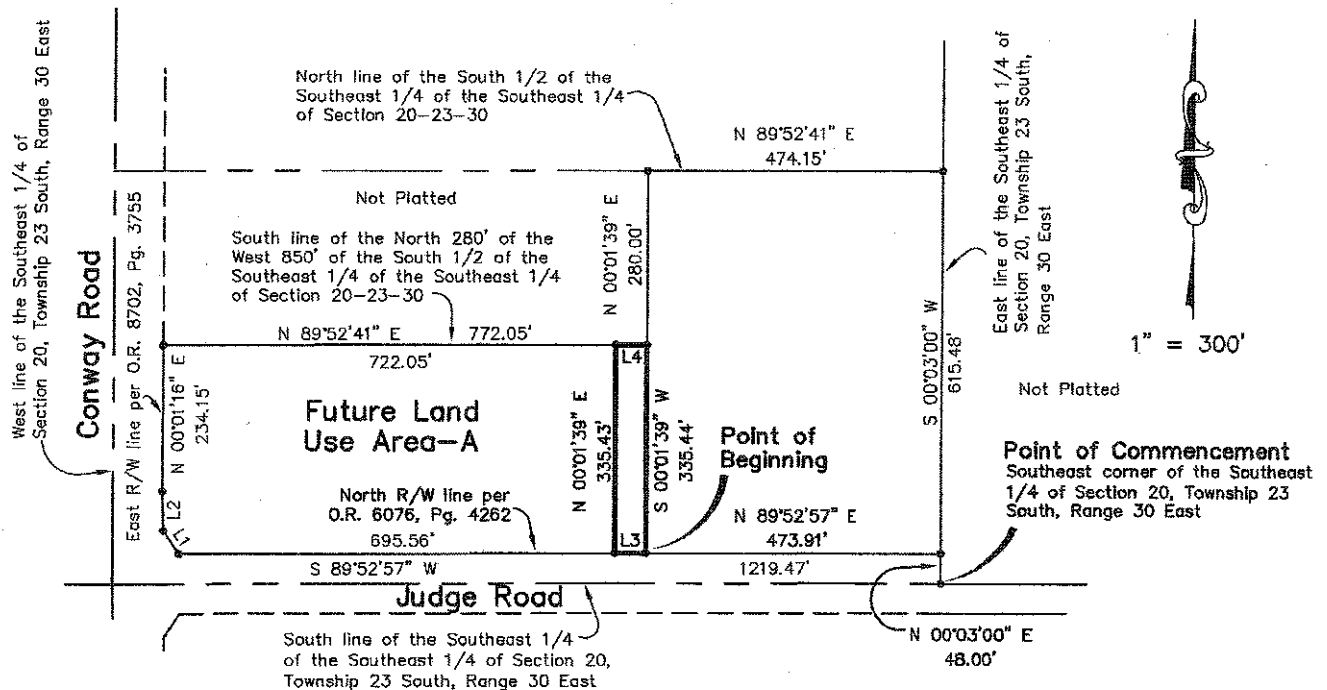 West line of the Southeast 1/4 of
Section 20, Township 23 South, Range 30 East
Conway Road
East R/W line per O.R. 8702, Pg. 3755
North line of the South 1/2 of the
Southeast 1/4 of the Southeast 1/4
of Section 20-23-30
N 89°52'41" E
474.15'
East line of the Southeast 1/4 of
Section 20, Township 23 South,
Range 30 East
1" = 300'
Not Platted
South line of the North 280' of the
West 850' of the South 1/2 of the
Southeast 1/4 of the Southeast 1/4
of Section 20-23-30
N 00°01'39" E
280.00'
S 00°03'00" W
615.48'
Not Platted
N 89°52'41" E 772.05'
722.05'
L4
N 00°01'16" E
234.15'
Future Land
Use Area-A
N 00°01'39" E
335.43'
S 00°01'39" W
335.44'
Point of
Beginning
Point of Commencement
Southeast corner of the Southeast
1/4 of Section 20, Township 23
South, Range 30 East
L2
L1
North R/W line per
O.R. 6076, Pg. 4262
695.56'
L3
N 89°52'57" E
473.91'
S 89°52'57" W
1219.47'
Judge Road
South line of the Southeast 1/4
of the Southeast 1/4 of Section 20,
Township 23 South, Range 30 East
N 00°03'00" E
48.00'